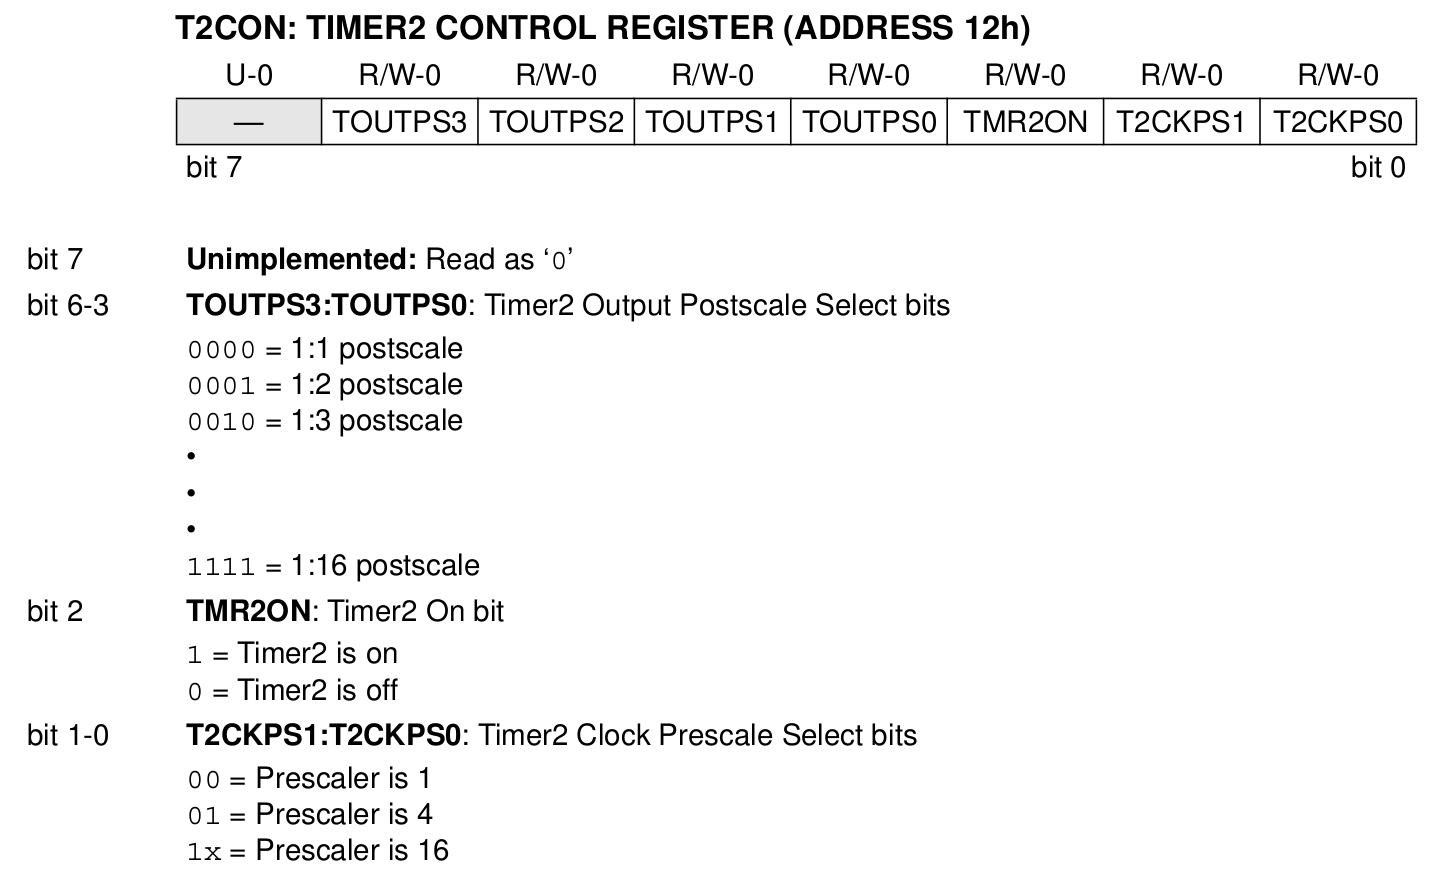 T2CON: TIMER2 CONTROL REGISTER (ADDRESS 12h)
U-0 R/W-0 R/W-0 R/W-0 R/W-0 R/W-0 R/W-0 R/W-0
— TOUTPS3 TOUTPS2 TOUTPS1 TOUTPS0 TMR2ON T2CKPS1 T2CKPS0
bit 7 bit 0
bit 7 Unimplemented: Read as ‘0’
bit 6-3 TOUTPS3:TOUTPS0: Timer2 Output Postscale Select bits
0000 = 1:1 postscale
0001 = 1:2 postscale
0010 = 1:3 postscale
•
•
•
1111 = 1:16 postscale
bit 2 TMR2ON: Timer2 On bit
1 = Timer2 is on
0 = Timer2 is off
bit 1-0 T2CKPS1:T2CKPS0: Timer2 Clock Prescale Select bits
00 = Prescaler is 1
01 = Prescaler is 4
1x = Prescaler is 16